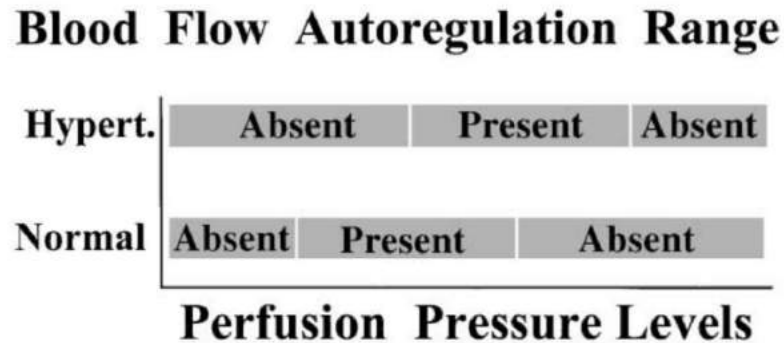 Blood Flow Autoregulation Range
Hypert. Absent Present Absent
Normal Absent Present Absent
Perfusion Pressure Levels